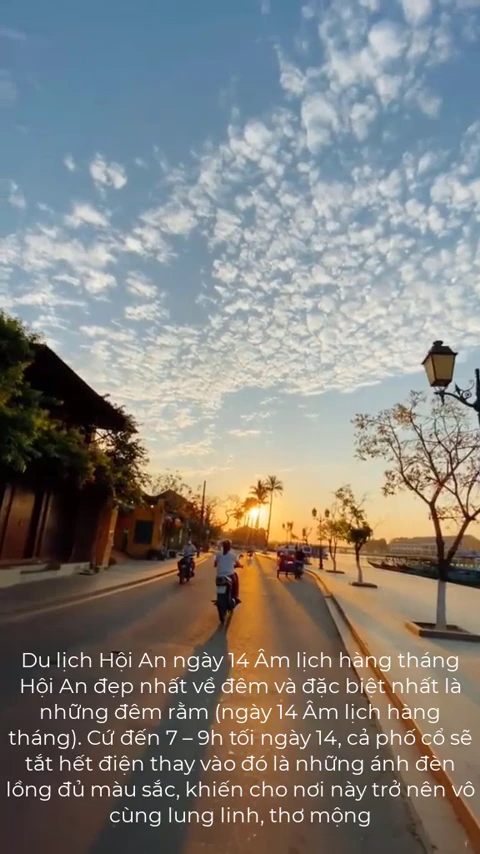 Du lịch Hội An ngày 14 Âm lịch hàng tháng
Hội An đẹp nhất về đêm và đặc biệt nhất là
những đêm rằm (ngày 14 Âm lịch hàng
tháng). Cứ đến 7 – 9h tối ngày 14, cả phố cổ sẽ
tắt hết điện thay vào đó là những ánh đèn
lồng đủ màu sắc, khiến cho nơi này trở nên vô
cùng lung linh, thơ mộng